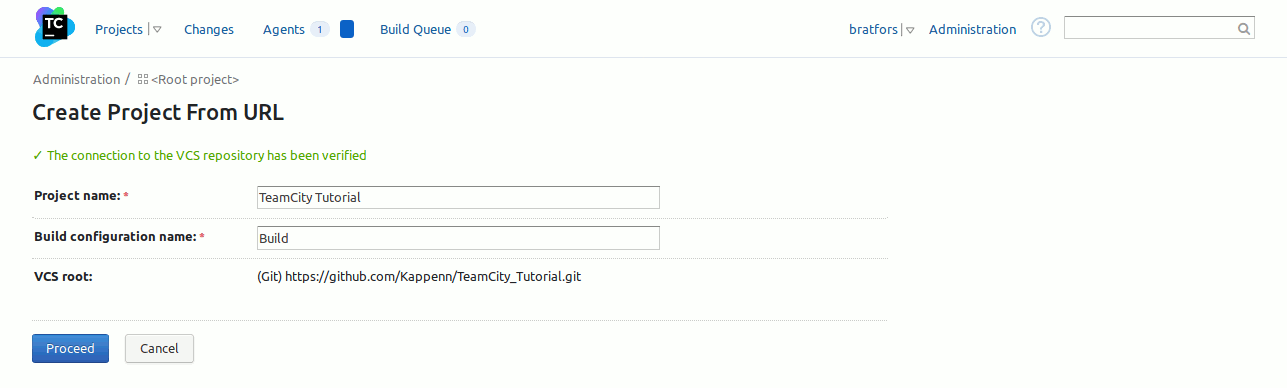 TC Projects Changes Agents 1 Build Queue 0 bratfors Administration ?
Administration / <Root project>
Create Project From URL
✓ The connection to the VCS repository has been verified
Project name: * TeamCity Tutorial
Build configuration name: * Build
VCS root: (Git) https://github.com/Kappenn/TeamCity_Tutorial.git
Proceed Cancel